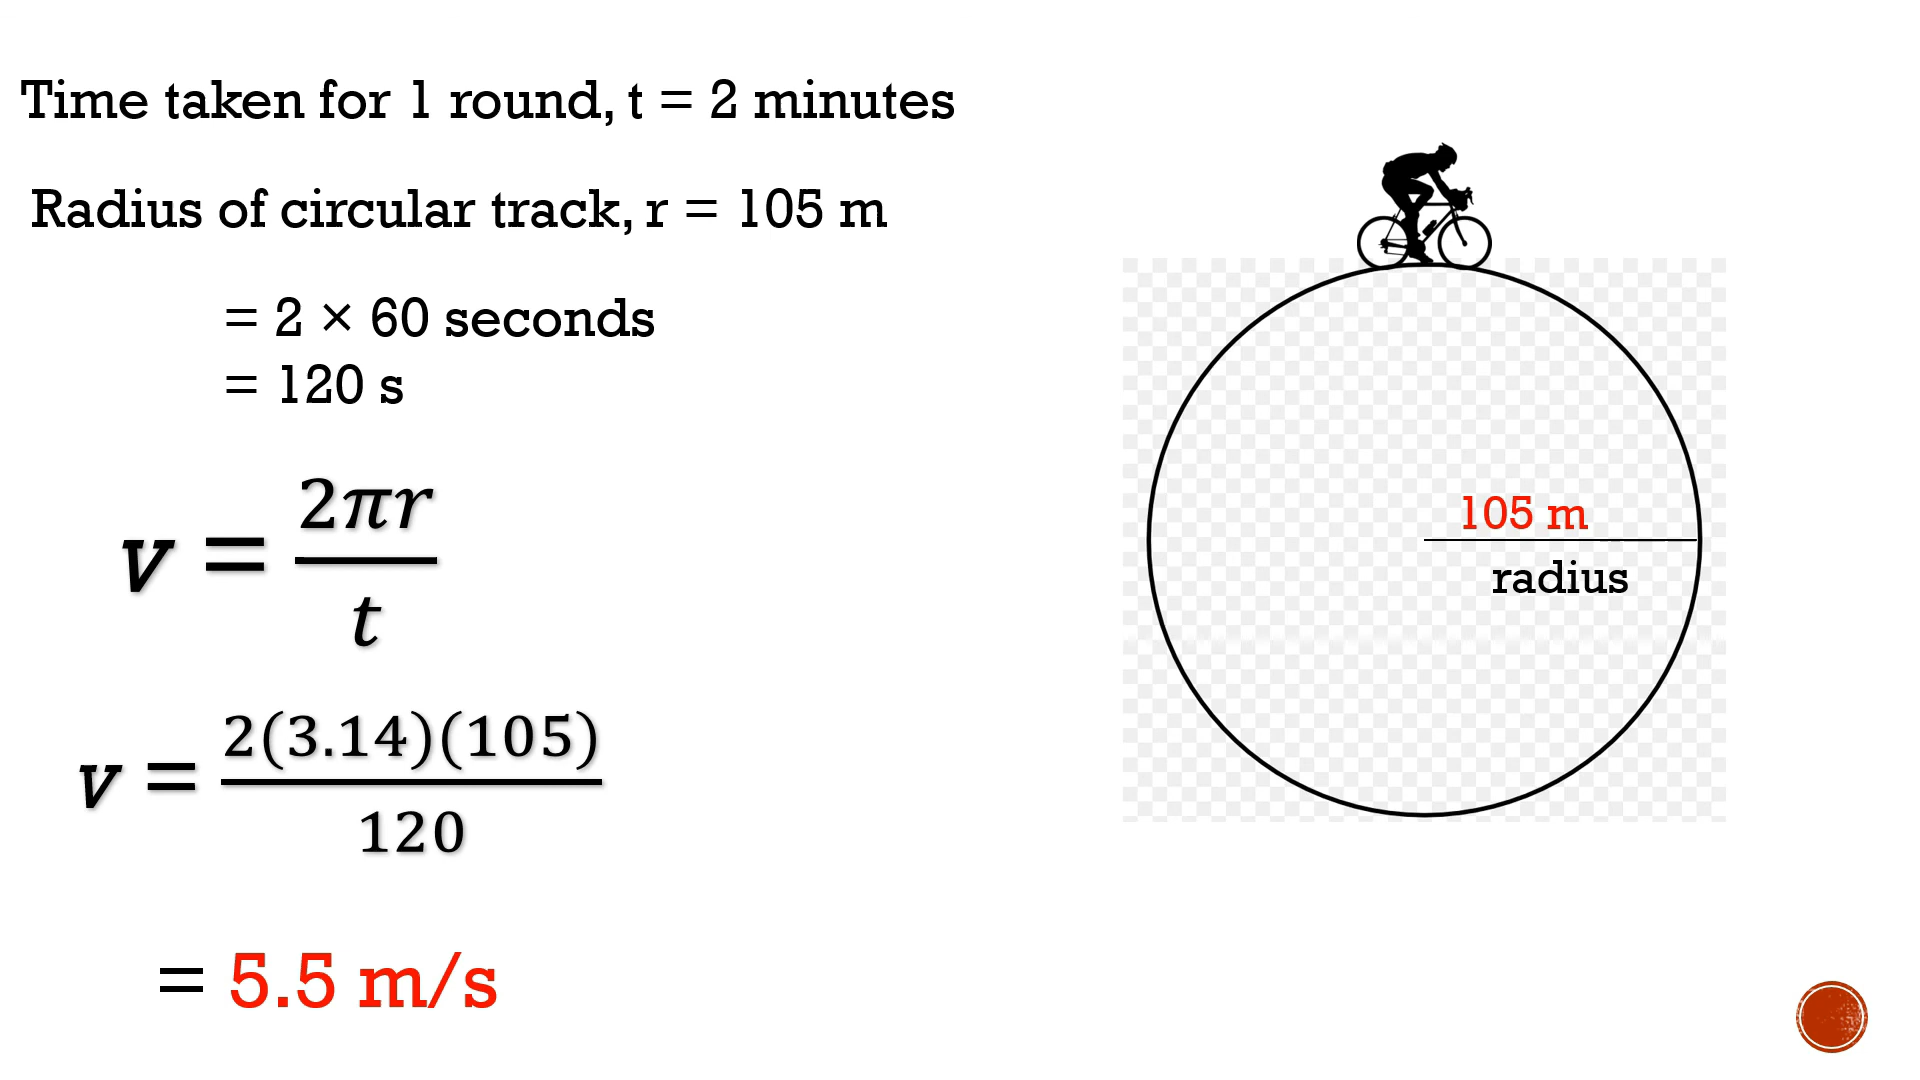 Time taken for 1 round, t = 2 minutes
Radius of circular track, r = 105 m
= 2 × 60 seconds
= 120 s
v = 2πr / t
v = 2(3.14)(105) / 120
= 5.5 m/s
105 m
radius